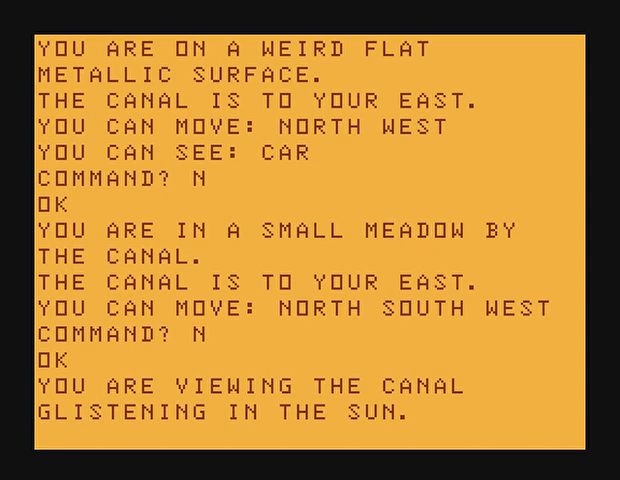 YOU ARE ON A WEIRD FLAT
METALLIC SURFACE.
THE CANAL IS TO YOUR EAST.
YOU CAN MOVE: NORTH WEST
YOU CAN SEE: CAR
COMMAND? N
OK
YOU ARE IN A SMALL MEADOW BY
THE CANAL.
THE CANAL IS TO YOUR EAST.
YOU CAN MOVE: NORTH SOUTH WEST
COMMAND? N
OK
YOU ARE VIEWING THE CANAL
GLISTENING IN THE SUN.